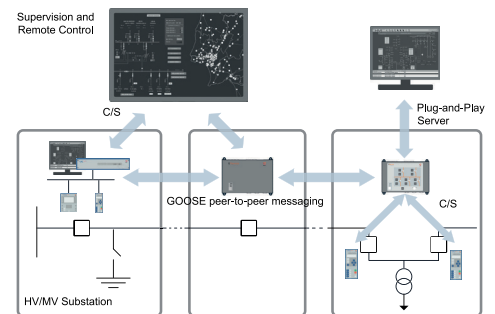 Supervision and
Remote Control
C/S
Plug-and-Play
Server
GOOSE peer-to-peer messaging
C/S
HV/MV Substation